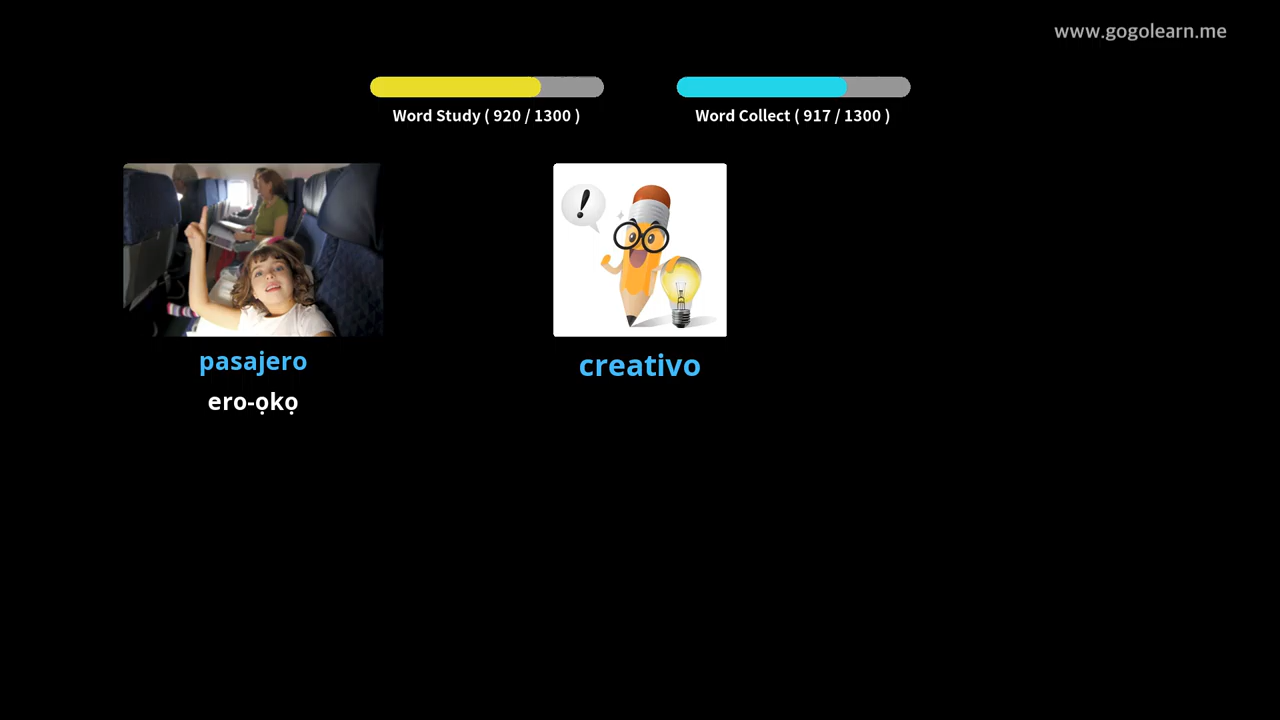 www.gogolearn.me
Word Study ( 920 / 1300 )
Word Collect ( 917 / 1300 )
!
pasajero
creativo
ero-ọkọ